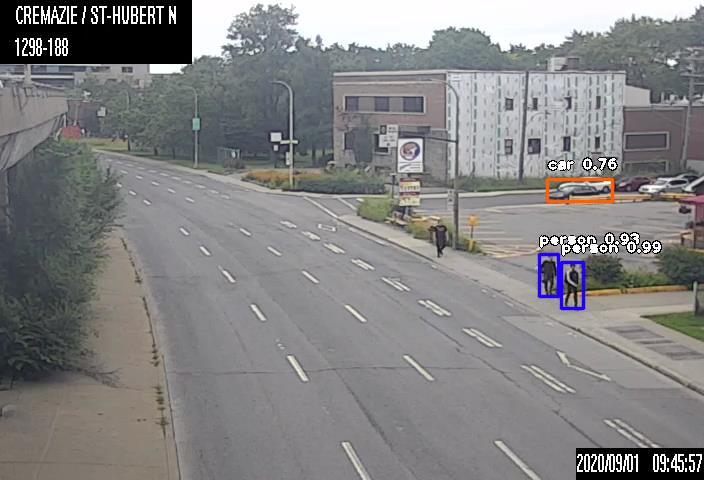 CREMAZIE / ST-HUBERT N
1298-188
car 0.76
person 0.93
person 0.99
2020/09/01 09:45:57